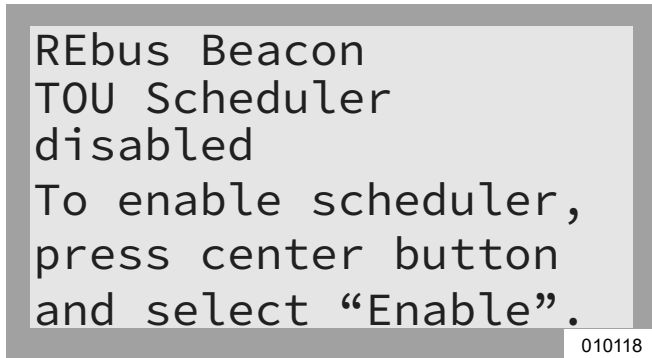 REbus Beacon
TOU Scheduler
disabled
To enable scheduler,
press center button
and select “Enable”.
010118